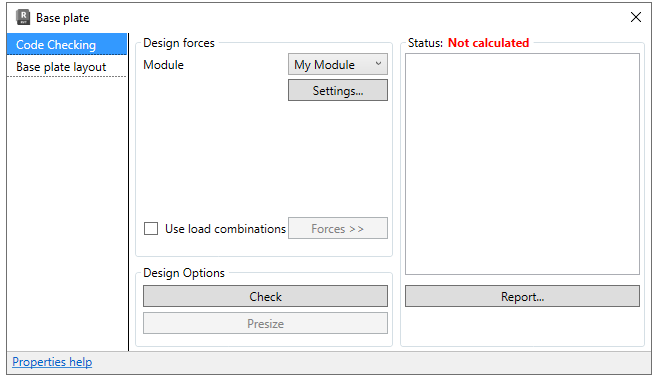 Base plate
Code Checking
Base plate layout
Design forces
Module
My Module
Settings...
Use load combinations
Forces >>
Design Options
Check
Presize
Status: Not calculated
Report...
Properties help